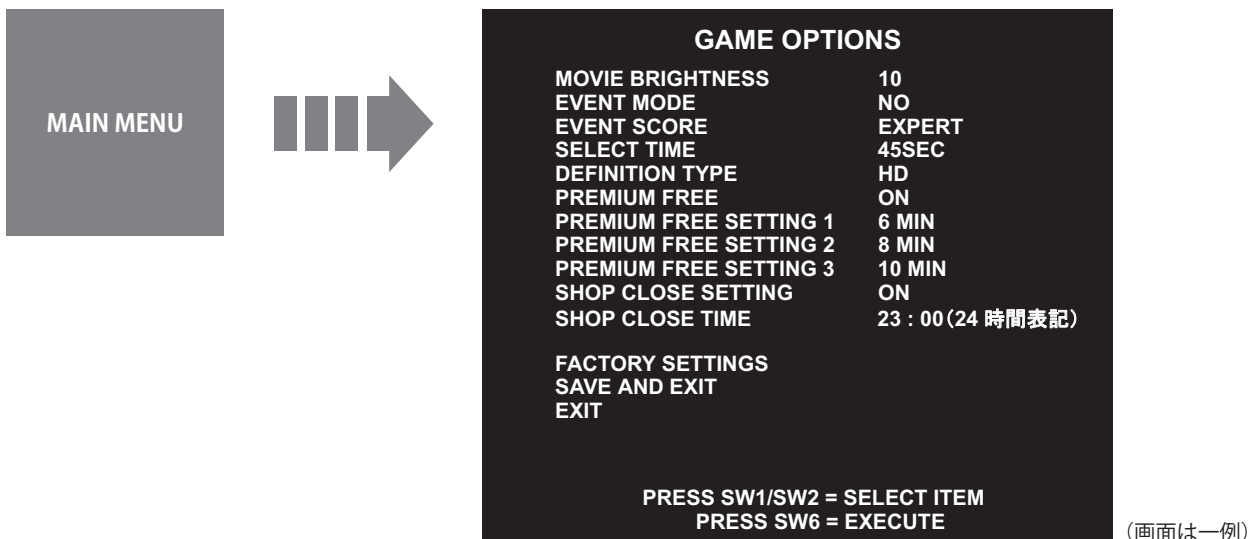 MAIN MENU
GAME OPTIONS
MOVIE BRIGHTNESS 10
EVENT MODE NO
EVENT SCORE EXPERT
SELECT TIME 45SEC
DEFINITION TYPE HD
PREMIUM FREE ON
PREMIUM FREE SETTING 1 6 MIN
PREMIUM FREE SETTING 2 8 MIN
PREMIUM FREE SETTING 3 10 MIN
SHOP CLOSE SETTING ON
SHOP CLOSE TIME 23 : 00（24 時間表記）
FACTORY SETTINGS
SAVE AND EXIT
EXIT
PRESS SW1/SW2 = SELECT ITEM
PRESS SW6 = EXECUTE
（画面は一例）